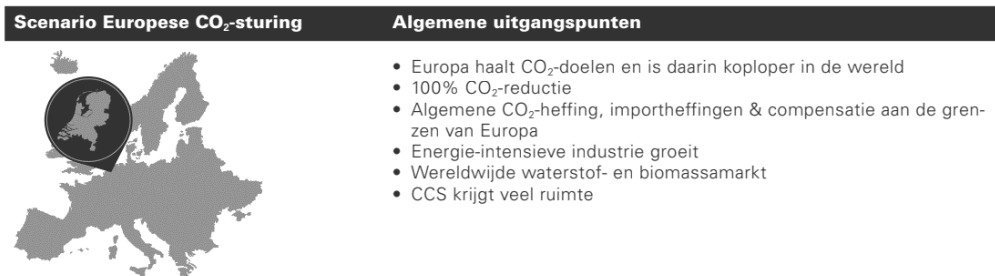 Scenario Europese CO₂-sturing
Algemene uitgangspunten
• Europa haalt CO₂-doelen en is daarin koploper in de wereld
• 100% CO₂-reductie
• Algemene CO₂-heffing, importheffingen & compensatie aan de gren-
zen van Europa
• Energie-intensieve industrie groeit
• Wereldwijde waterstof- en biomassamarkt
• CCS krijgt veel ruimte